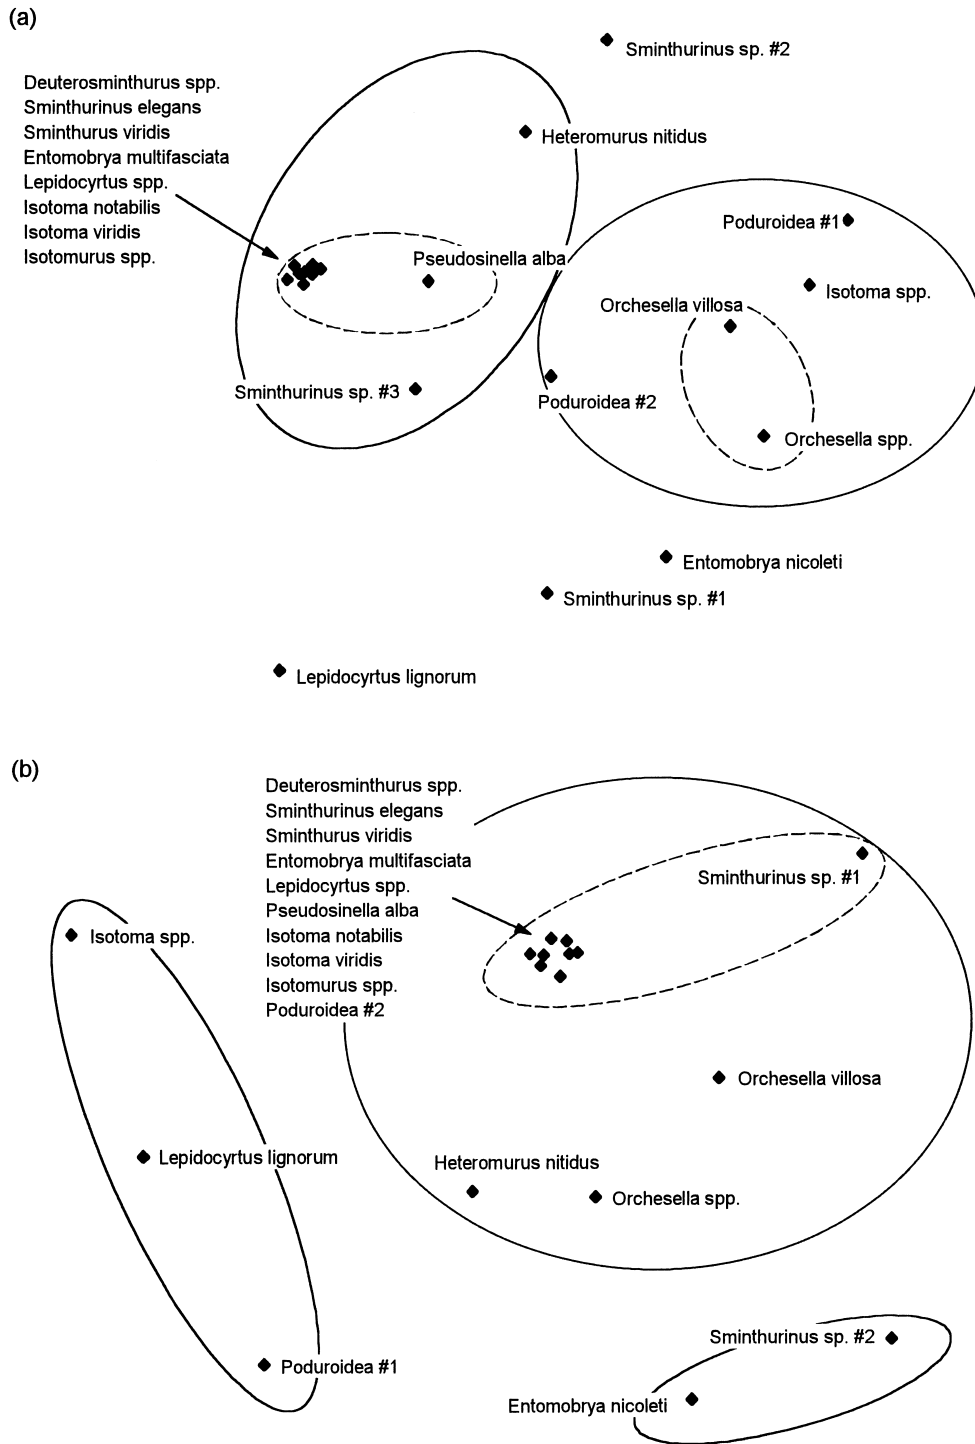 (a)
Sminthurinus sp. #2
Deuterosminthurus spp.
Sminthurinus elegans
Sminthurus viridis
Entomobrya multifasciata
Lepidocyrtus spp.
Isotoma notabilis
Isotoma viridis
Isotomurus spp.
Heteromurus nitidus
Poduroidea #1
Pseudosinella alba
Isotoma spp.
Orchesella villosa
Sminthurinus sp. #3
Poduroidea #2
Orchesella spp.
Entomobrya nicoleti
Sminthurinus sp. #1
Lepidocyrtus lignorum
(b)
Deuterosminthurus spp.
Sminthurinus elegans
Sminthurus viridis
Entomobrya multifasciata
Lepidocyrtus spp.
Pseudosinella alba
Isotoma notabilis
Isotoma viridis
Isotomurus spp.
Poduroidea #2
Sminthurinus sp. #1
Isotoma spp.
Orchesella villosa
Lepidocyrtus lignorum
Heteromurus nitidus
Orchesella spp.
Sminthurinus sp. #2
Poduroidea #1
Entomobrya nicoleti